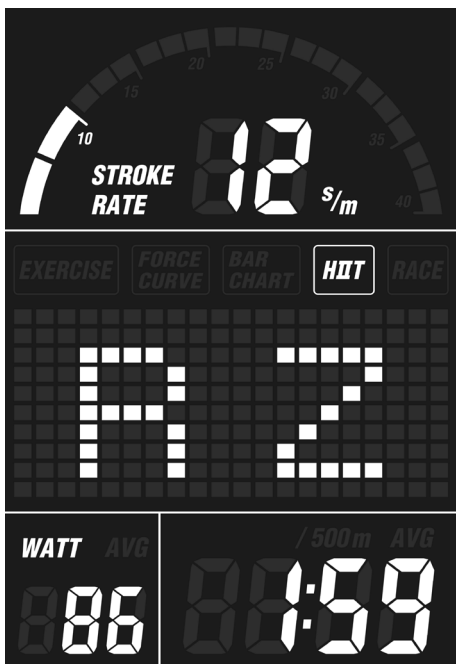 20 25
15 30
10 35
40
STROKE
RATE
12 s/m
EXERCISE FORCE CURVE BAR CHART HIIT RACE
R Z
WATT AVG /500m AVG
86 1:59